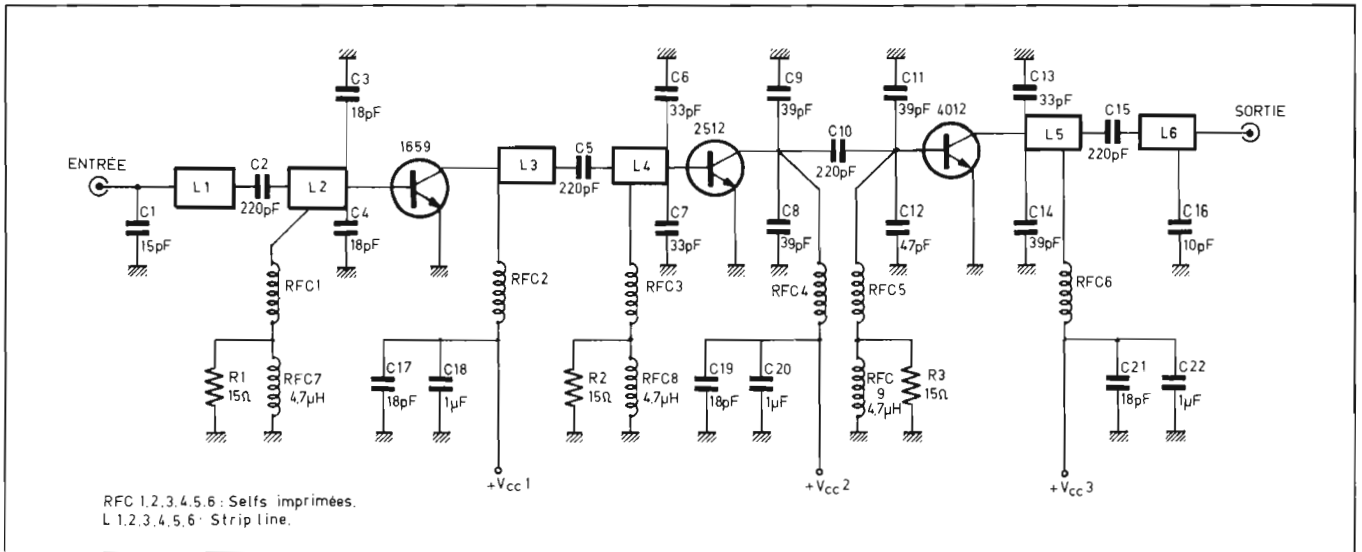 C3
18pF
C6
33pF
C9
39pF
C11
39pF
C13
33pF
ENTRÉE
C1
15pF
L1
C2
220pF
L2
C4
18pF
1659
L3
C5
220pF
L4
C7
33pF
2512
C8
39pF
C10
220pF
C12
47pF
4012
C14
39pF
L5
C15
220pF
L6
C16
10pF
SORTIE
RFC1
RFC2
RFC3
RFC4
RFC5
RFC6
R1
15Ω
RFC7
4,7µH
C17
18pF
C18
1µF
R2
15Ω
RFC8
4,7µH
C19
18pF
C20
1µF
RFC
9
4,7µH
R3
15Ω
C21
18pF
C22
1µF
+Vcc1
+Vcc2
+Vcc3
RFC 1,2,3,4,5,6 : Selfs imprimées.
L 1,2,3,4,5,6 : Strip line.